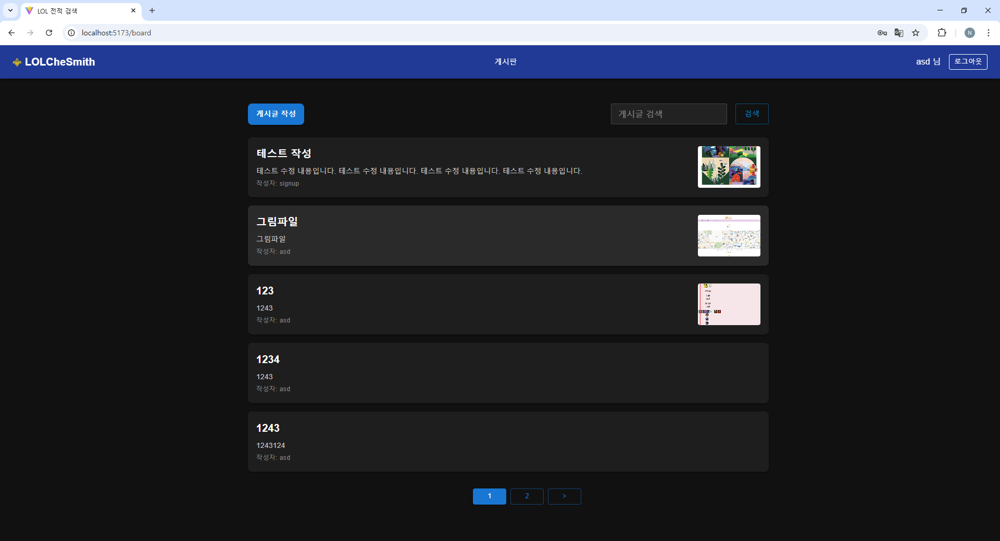 LOL 전적 검색
localhost:5173/board
N
LOLCheSmith
게시판
asd 님
로그아웃
게시글 작성
게시글 검색
검색
테스트 작성
테스트 수정 내용입니다. 테스트 수정 내용입니다. 테스트 수정 내용입니다. 테스트 수정 내용입니다.
작성자: signup
그림파일
그림파일
작성자: asd
123
1243
작성자: asd
1234
1243
작성자: asd
1243
1243124
작성자: asd
1
2
>